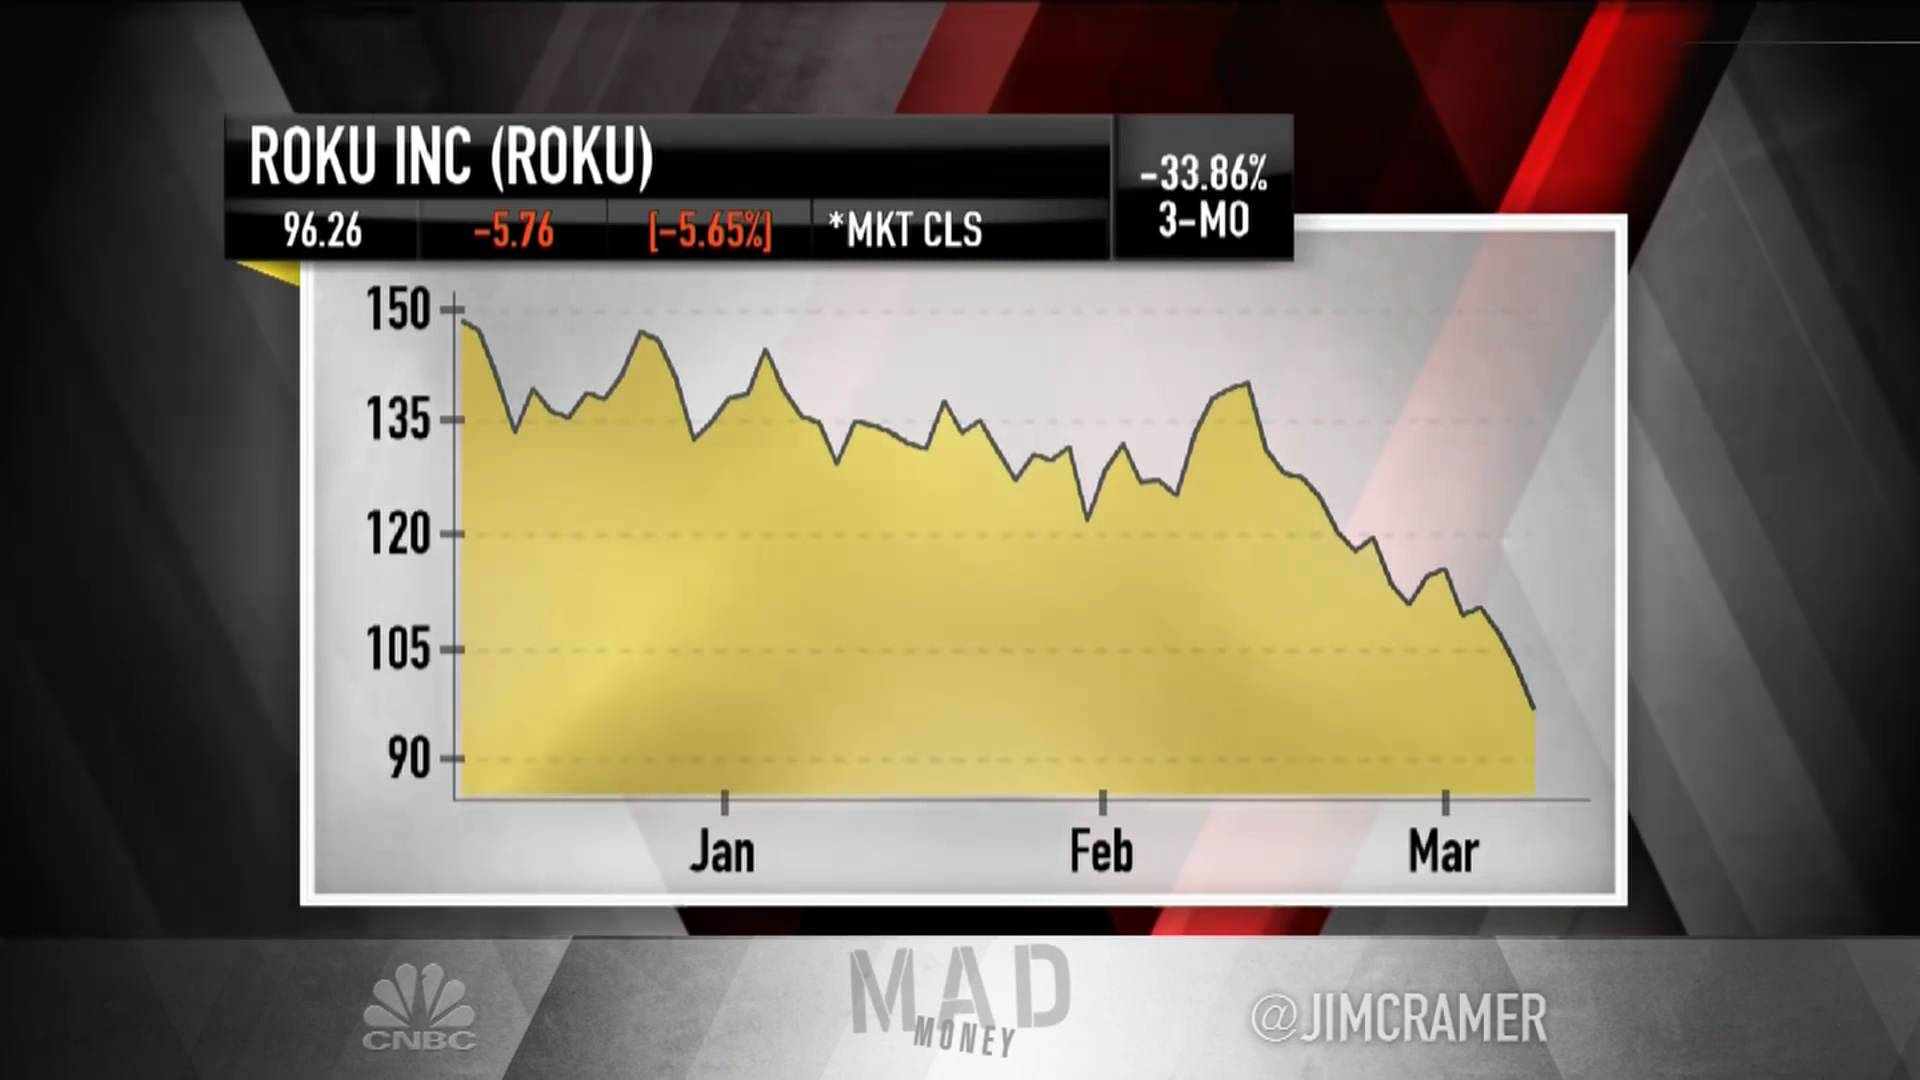 ROKU INC (ROKU)
96.26 -5.76 [-5.65%] *MKT CLS
-33.86%
3-MO
150
135
120
105
90
Jan Feb Mar
CNBC
MAD
MONEY
@JIMCRAMER